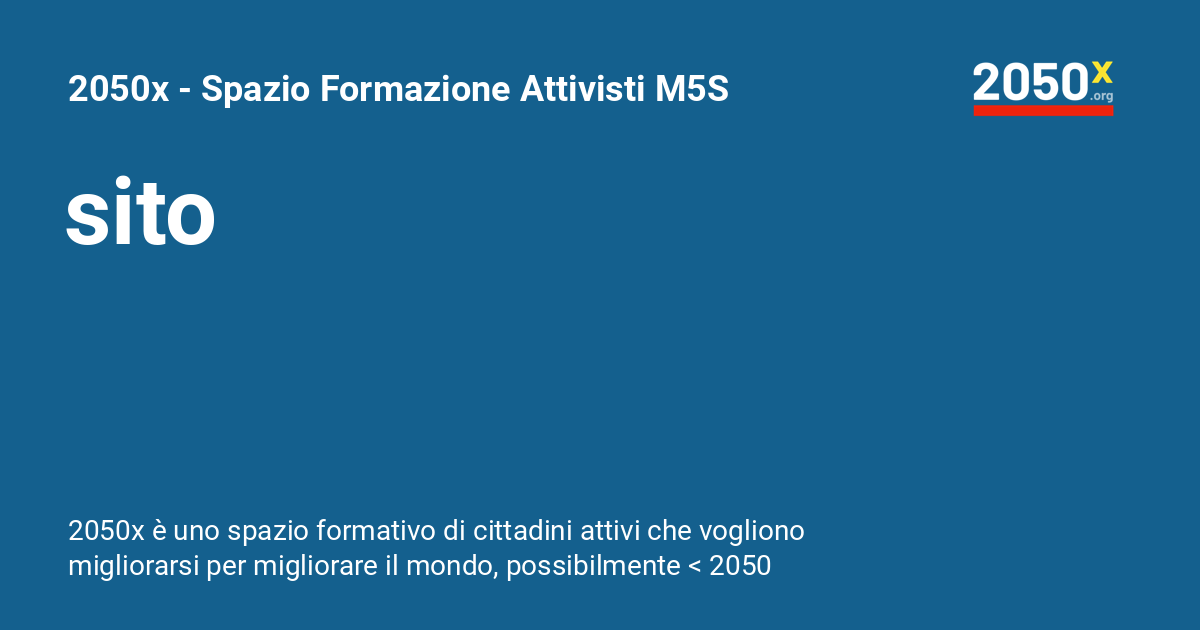 2050x - Spazio Formazione Attivisti M5S
2050x
.org
sito
2050x è uno spazio formativo di cittadini attivi che vogliono
migliorarsi per migliorare il mondo, possibilmente < 2050